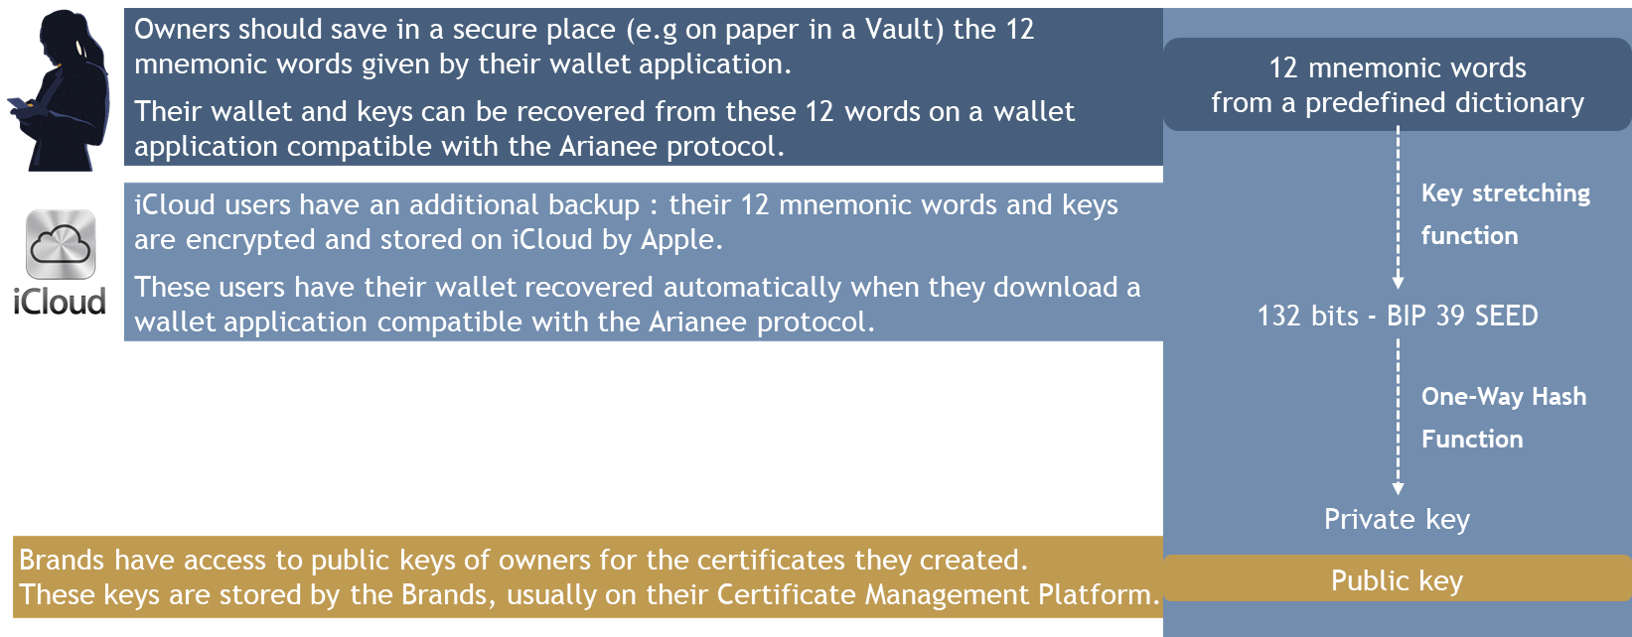 Owners should save in a secure place (e.g on paper in a Vault) the 12
mnemonic words given by their wallet application.
Their wallet and keys can be recovered from these 12 words on a wallet
application compatible with the Arianee protocol.
iCloud users have an additional backup : their 12 mnemonic words and keys
are encrypted and stored on iCloud by Apple.
These users have their wallet recovered automatically when they download a
wallet application compatible with the Arianee protocol.
iCloud
Brands have access to public keys of owners for the certificates they created.
These keys are stored by the Brands, usually on their Certificate Management Platform.
12 mnemonic words
from a predefined dictionary
Key stretching
function
132 bits - BIP 39 SEED
One-Way Hash
Function
Private key
Public key